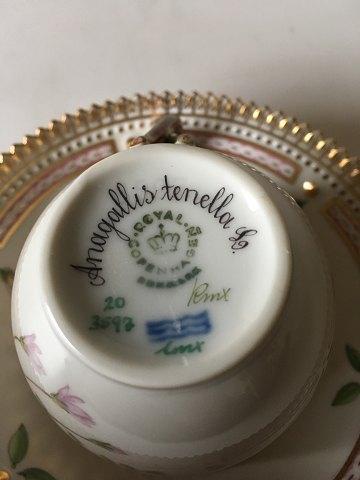 Anagallis tenella L.
ROYAL
COPENHAGEN
DENMARK
20
3597